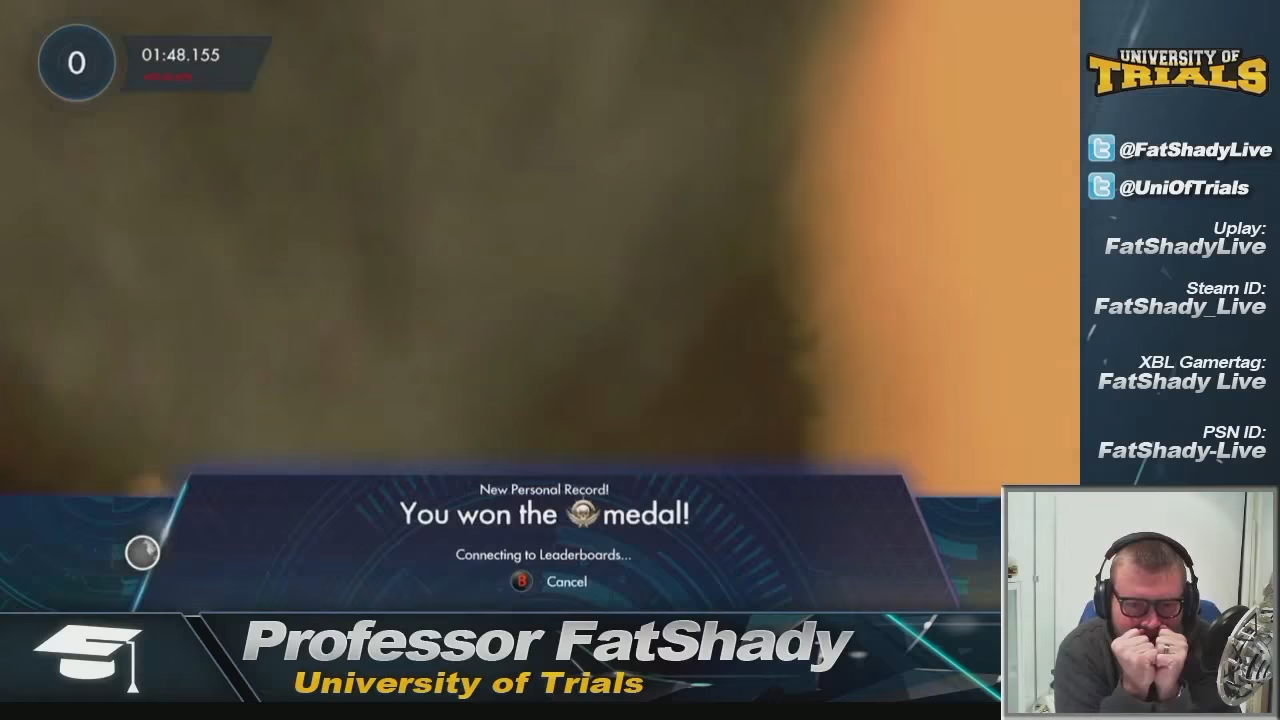 0
01:48.155
New Personal Record!
You won the medal!
Connecting to Leaderboards...
B Cancel
Professor FatShady
University of Trials
UNIVERSITY OF
TRIALS
@FatShadyLive
@UniOfTrials
Uplay:
FatShadyLive
Steam ID:
FatShady_Live
XBL Gamertag:
FatShady Live
PSN ID:
FatShady-Live